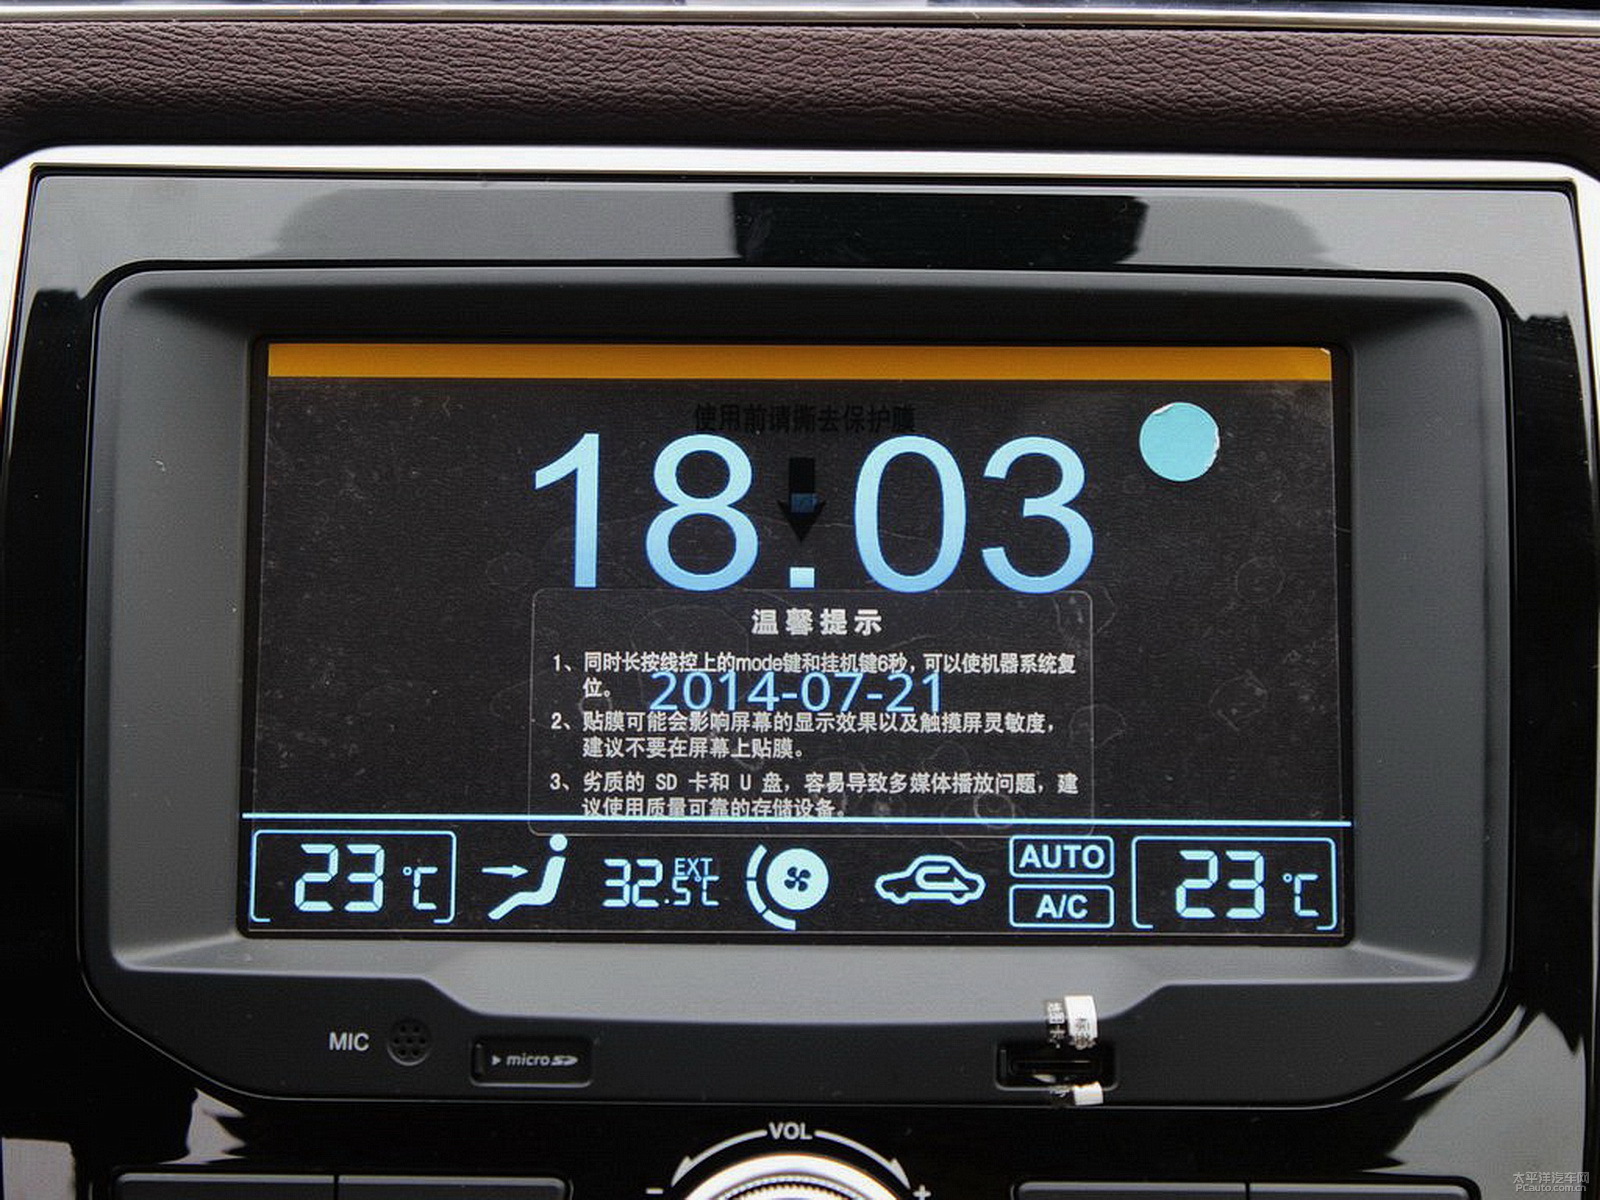 使用前请撕去保护膜
18:03
温馨提示
1、同时长按线控上的mode键和挂机键6秒，可以使机器系统复
位。
2014-07-21
2、贴膜可能会影响屏幕的显示效果以及触摸屏灵敏度，
建议不要在屏幕上贴膜。
3、劣质的 SD 卡和 U 盘，容易导致多媒体播放问题，建
议使用质量可靠的存储设备。
23 °C
EXT
32.5°C
AUTO
A/C
23 °C
MIC
micro SD
VOL
- +
太平洋汽车网
PCauto.com.cn